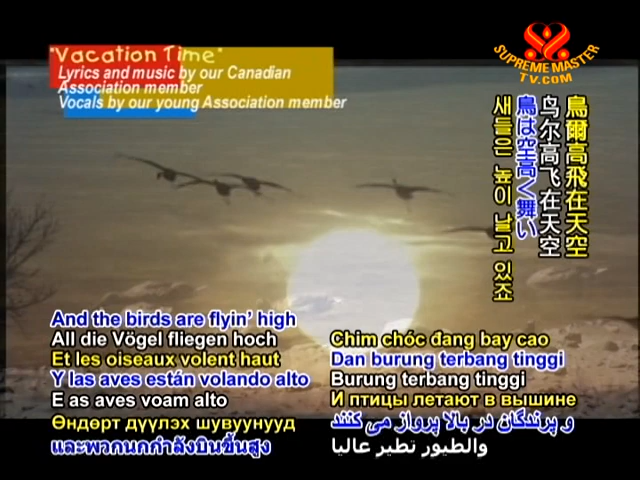 "Vacation Time"
Lyrics and music by our Canadian
Association member
Vocals by our young Association member
SUPREME MASTER
TV.COM
鳥爾高飛在天空
鸟尔高飞在天空
鳥は空高く舞い
새들은 높이 날고 있죠
And the birds are flyin' high
All die Vögel fliegen hoch
Et les oiseaux volent haut
Y las aves están volando alto
E as aves voam alto
Өндөрт дүүлэх шувуунууд
และพวกนกกำลังบินขึ้นสูง
Chim chóc đang bay cao
Dan burung terbang tinggi
Burung terbang tinggi
И птицы летают в вышине
و پرندگان در بالا پرواز می کنند
والطيور تطير عاليا